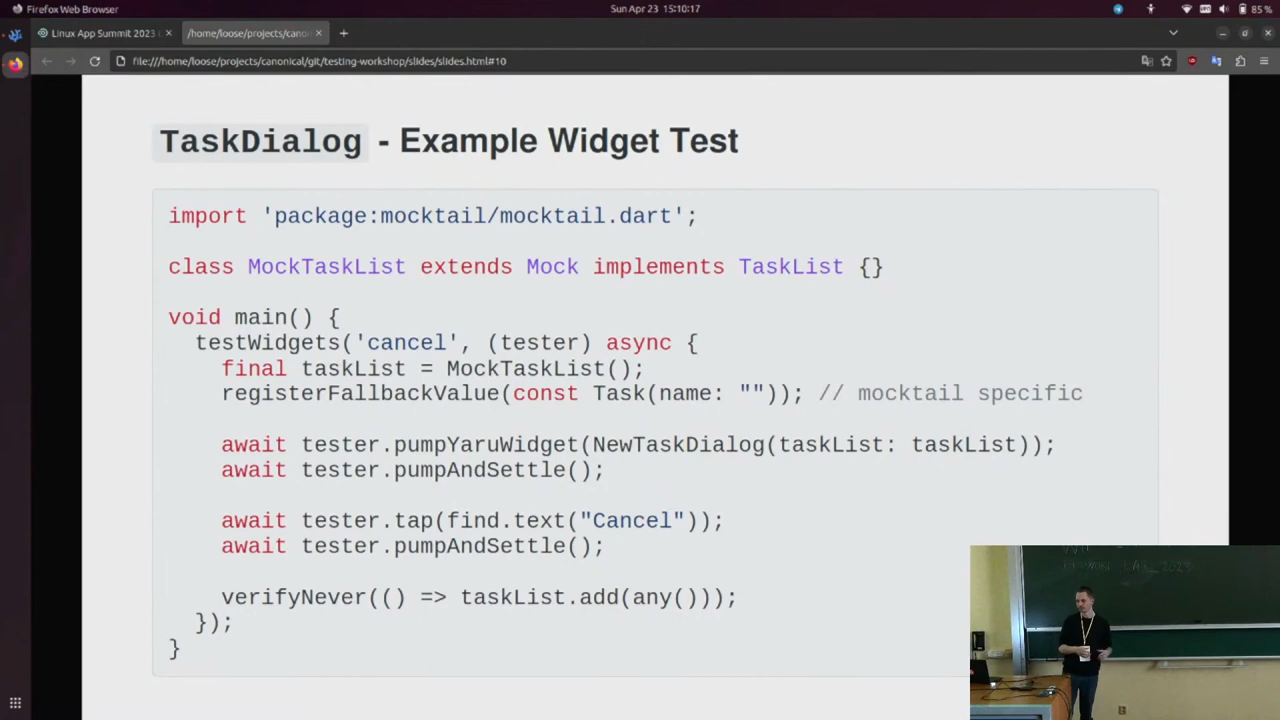 Firefox Web Browser
Sun Apr 23 15:10:17
85 %
Linux App Summit 2023
/home/loose/projects/cano
file:///home/loose/projects/canonical/git/testing-workshop/slides/slides.html#10
TaskDialog - Example Widget Test
import 'package:mocktail/mocktail.dart';
class MockTaskList extends Mock implements TaskList {}
void main() {
testWidgets('cancel', (tester) async {
final taskList = MockTaskList();
registerFallbackValue(const Task(name: "")); // mocktail specific
await tester.pumpYaruWidget(NewTaskDialog(taskList: taskList));
await tester.pumpAndSettle();
await tester.tap(find.text("Cancel"));
await tester.pumpAndSettle();
verifyNever(() => taskList.add(any()));
});
}